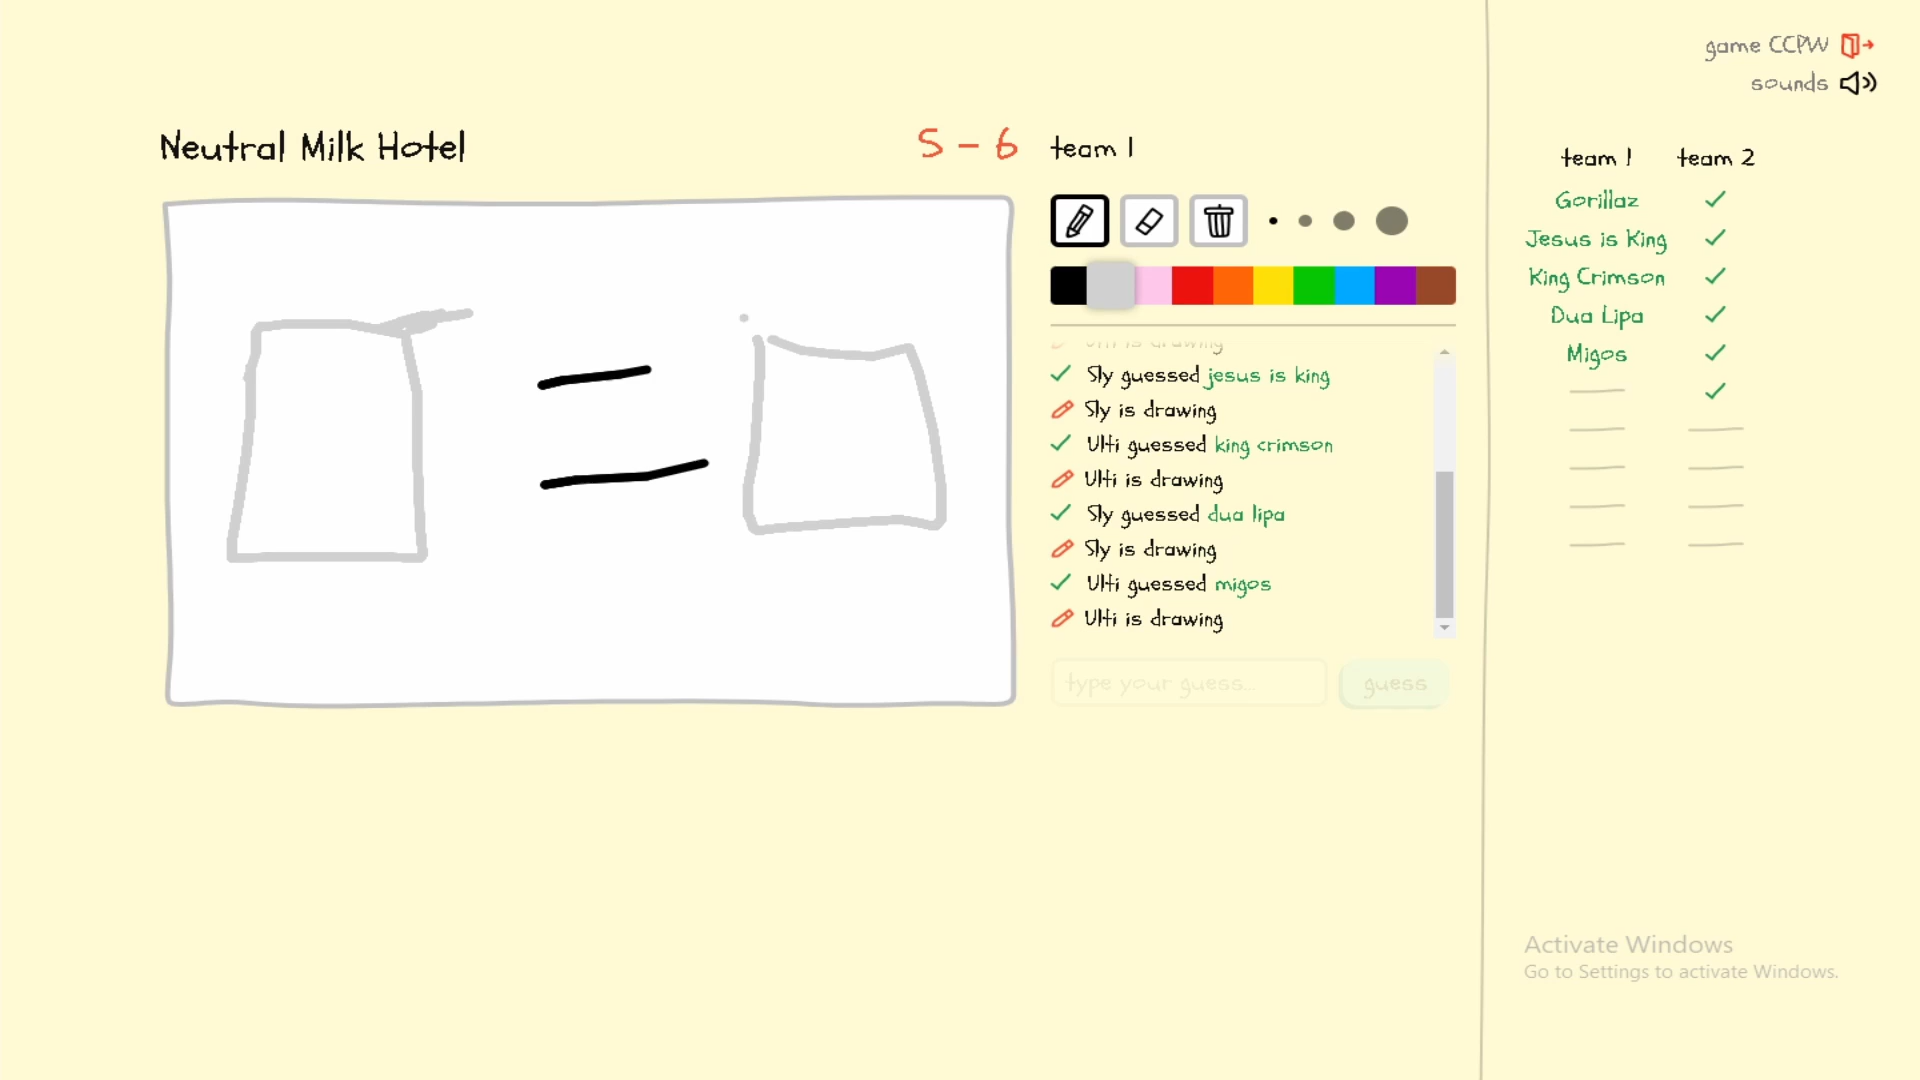 game CCPW
sounds
Neutral Milk Hotel
5 - 6
team 1
team 1 team 2
Gorillaz
Jesus is King
King Crimson
Dua Lipa
Migos
Ulti is drawing
Sly guessed jesus is king
Sly is drawing
Ulti guessed king crimson
Ulti is drawing
Sly guessed dua lipa
Sly is drawing
Ulti guessed migos
Ulti is drawing
type your guess...
guess
Activate Windows
Go to Settings to activate Windows.